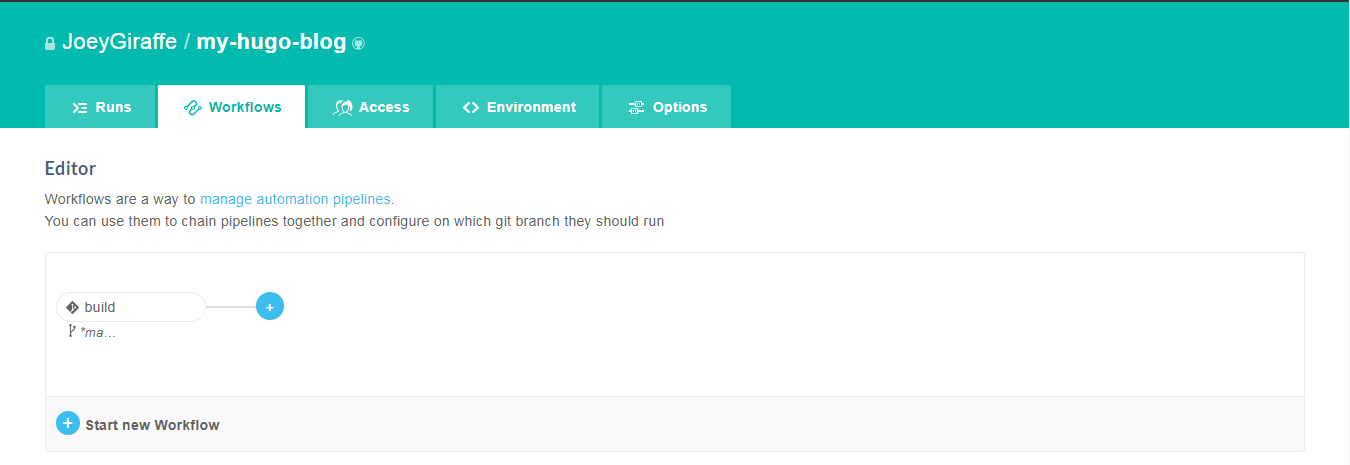 JoeyGiraffe / my-hugo-blog
Runs Workflows Access Environment Options
Editor
Workflows are a way to manage automation pipelines.
You can use them to chain pipelines together and configure on which git branch they should run
build
*ma...
Start new Workflow